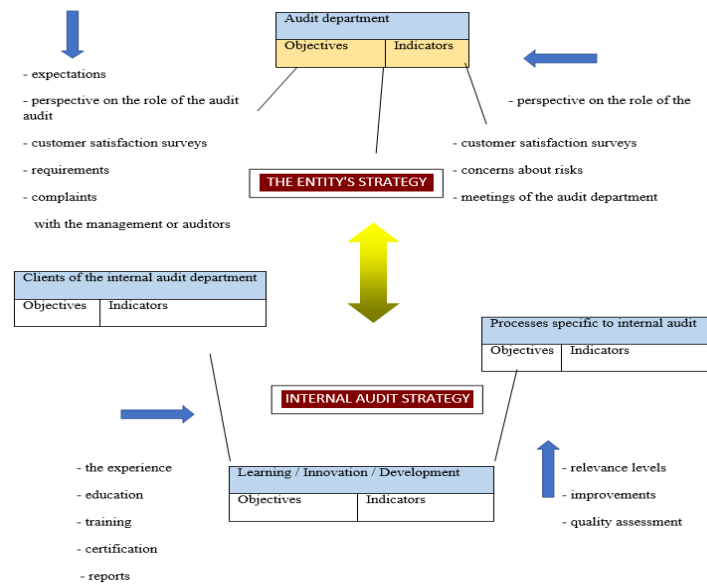 Audit department
Objectives Indicators
- expectations
- perspective on the role of the audit
audit
- customer satisfaction surveys
- requirements
- complaints
with the management or auditors
- perspective on the role of the
- customer satisfaction surveys
- concerns about risks
- meetings of the audit department
THE ENTITY'S STRATEGY
Clients of the internal audit department
Objectives Indicators
Processes specific to internal audit
Objectives Indicators
INTERNAL AUDIT STRATEGY
Learning / Innovation / Development
Objectives Indicators
- the experience
- education
- training
- certification
- reports
- relevance levels
- improvements
- quality assessment